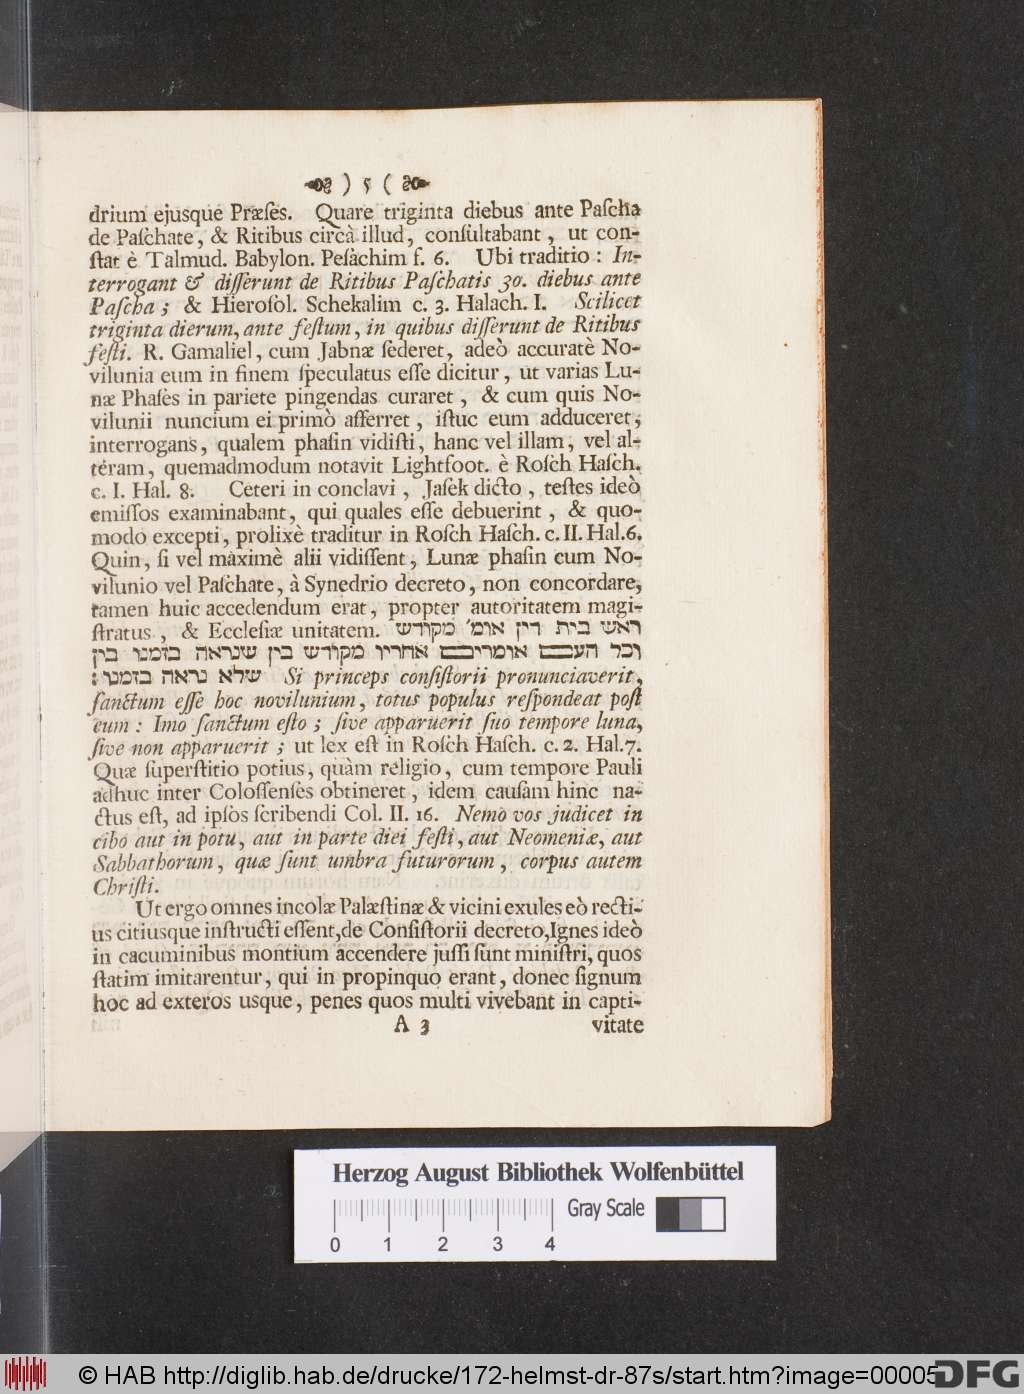 ) 5 (
drium ejusque Præſes. Quare triginta diebus ante Paſcha
de Paſchate, & Ritibus circà illud, conſultabant, ut con-
ſtat è Talmud. Babylon. Peſachim f. 6. Ubi traditio: In-
terrogant & diſſerunt de Ritibus Paſchatis 30. diebus ante
Paſcha; & Hieroſol. Schekalim c. 3. Halach. I. Scilicet
triginta dierum, ante feſtum, in quibus diſſerunt de Ritibus
feſti. R. Gamaliel, cum Jabnæ ſederet, adeò accuratè No-
vilunia eum in finem ſpeculatus eſſe dicitur, ut varias Lu-
næ Phaſes in pariete pingendas curaret, & cum quis No-
vilunii nuncium ei primò afferret, iſtuc eum adduceret,
interrogans, qualem phaſin vidiſti, hanc vel illam, vel al-
teram, quemadmodum notavit Lightfoot. è Roſch Haſch.
c. I. Hal. 8. Ceteri in conclavi, Jaſek dicto, teſtes ideò
emiſſos examinabant, qui quales eſſe debuerint, & quo-
modo excepti, prolixè traditur in Roſch Haſch. c. II. Hal. 6.
Quin, ſi vel maximè alii vidiſſent, Lunæ phaſin cum No-
vilunio vel Paſchate, à Synedrio decreto, non concordare,
tamen huic accedendum erat, propter autoritatem magi-
ſtratus, & Eccleſiæ unitatem. ראש בית דין אומ׳ מקודש
וכל העם אומרים אחריו מקודש בין שנראה בזמנו בין
שלא נראה בזמנו: Si princeps conſiſtorii pronunciaverit,
ſanctum eſſe hoc novilunium, totus populus reſpondeat poſt
eum: Imo ſanctum eſto; ſive apparuerit ſuo tempore luna,
ſive non apparuerit; ut lex eſt in Roſch Haſch. c. 2. Hal. 7.
Quæ ſuperſtitio potius, quàm religio, cum tempore Pauli
adhuc inter Coloſſenſes obtineret, idem cauſam hinc na-
ctus eſt, ad ipſos ſcribendi Col. II. 16. Nemo vos judicet in
cibo aut in potu, aut in parte diei feſti, aut Neomeniæ, aut
Sabbathorum, quæ ſunt umbra futurorum, corpus autem
Chriſti.
Ut ergo omnes incolæ Palæſtinæ & vicini exules eò recti-
us citiusque inſtructi eſſent, de Conſiſtorii decreto, Ignes ideò
in cacuminibus montium accendere juſſi ſunt miniſtri, quos
ſtatim imitarentur, qui in propinquo erant, donec ſignum
hoc ad exteros usque, penes quos multi vivebant in capti-
A 3 vitate
Herzog August Bibliothek Wolfenbüttel
Gray Scale
0 1 2 3 4
© HAB http://diglib.hab.de/drucke/172-helmst-dr-87s/start.htm?image=00005
DFG